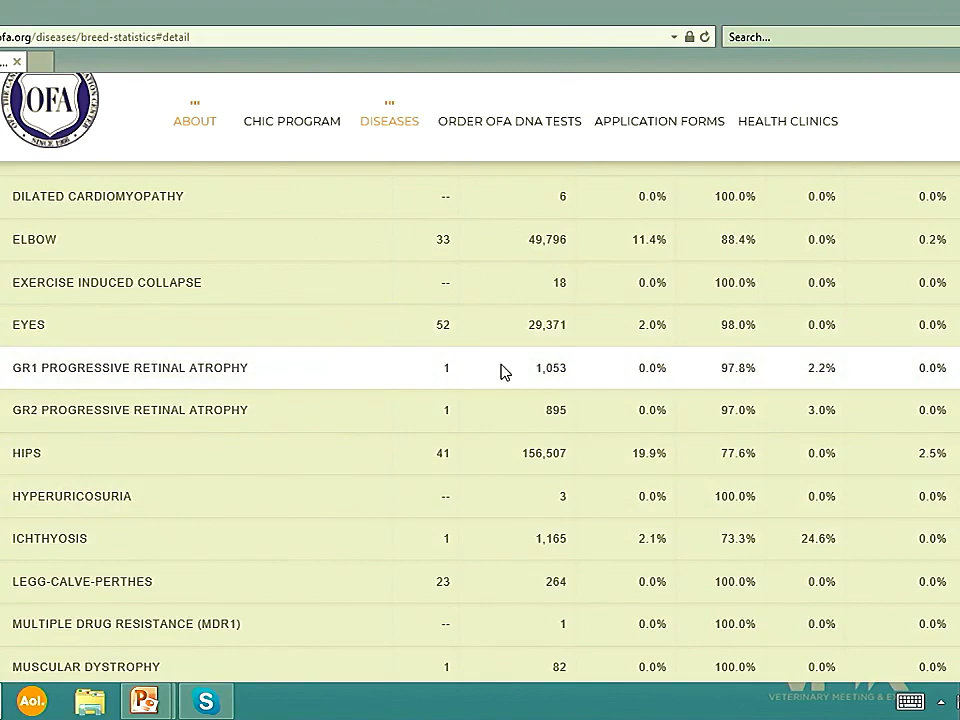 ofa.org/diseases/breed-statistics#detail
Search...
...
OFA
SINCE 1966
ABOUT CHIC PROGRAM DISEASES ORDER OFA DNA TESTS APPLICATION FORMS HEALTH CLINICS
DILATED CARDIOMYOPATHY -- 6 0.0% 100.0% 0.0% 0.0%
ELBOW 33 49,796 11.4% 88.4% 0.0% 0.2%
EXERCISE INDUCED COLLAPSE -- 18 0.0% 100.0% 0.0% 0.0%
EYES 52 29,371 2.0% 98.0% 0.0% 0.0%
GR1 PROGRESSIVE RETINAL ATROPHY 1 1,053 0.0% 97.8% 2.2% 0.0%
GR2 PROGRESSIVE RETINAL ATROPHY 1 895 0.0% 97.0% 3.0% 0.0%
HIPS 41 156,507 19.9% 77.6% 0.0% 2.5%
HYPERURICOSURIA -- 3 0.0% 100.0% 0.0% 0.0%
ICHTHYOSIS 1 1,165 2.1% 73.3% 24.6% 0.0%
LEGG-CALVE-PERTHES 23 264 0.0% 100.0% 0.0% 0.0%
MULTIPLE DRUG RESISTANCE (MDR1) -- 1 0.0% 100.0% 0.0% 0.0%
MUSCULAR DYSTROPHY 1 82 0.0% 100.0% 0.0% 0.0%
Aol.
VETERINARY MEETING &